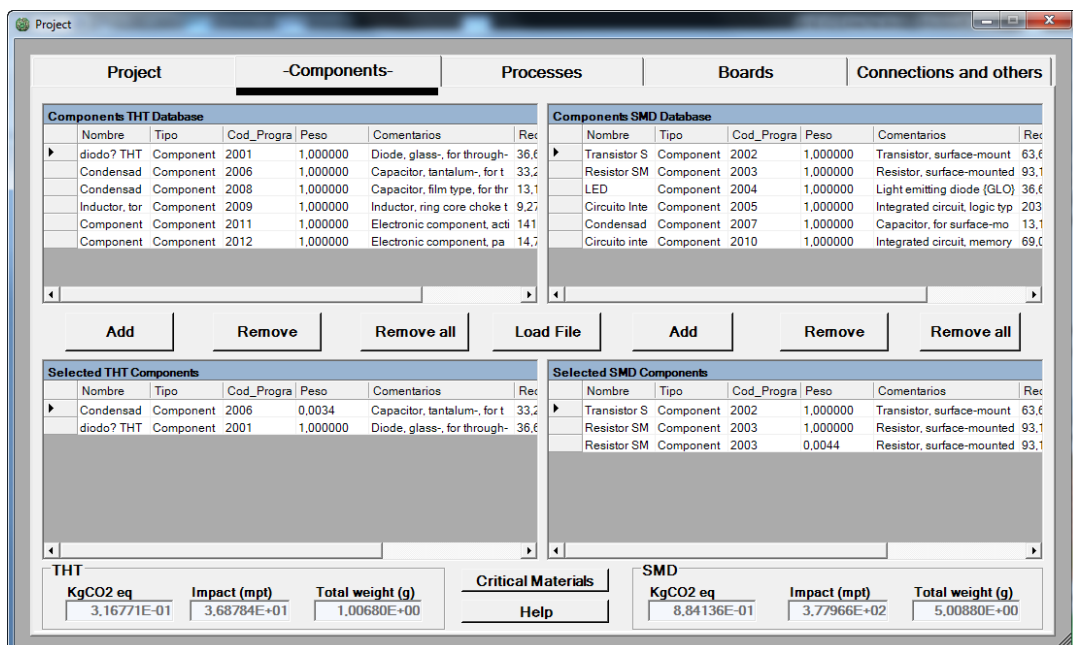 Project
Project -Components- Processes Boards Connections and others
Components THT Database
Nombre Tipo Cod_Progra Peso Comentarios Rec
diodo? THT Component 2001 1,000000 Diode, glass-, for through- 36,6
Condensad Component 2006 1,000000 Capacitor, tantalum-, for t 33,2
Condensad Component 2008 1,000000 Capacitor, film type, for thr 13,1
Inductor, tor Component 2009 1,000000 Inductor, ring core choke t 9,27
Component Component 2011 1,000000 Electronic component, acti 141
Component Component 2012 1,000000 Electronic component, pa 14,7
Components SMD Database
Nombre Tipo Cod_Progra Peso Comentarios Rec
Transistor S Component 2002 1,000000 Transistor, surface-mount 63,6
Resistor SM Component 2003 1,000000 Resistor, surface-mounted 93,1
LED Component 2004 1,000000 Light emitting diode {GLO} 36,6
Circuito Inte Component 2005 1,000000 Integrated circuit, logic typ 203
Condensad Component 2007 1,000000 Capacitor, for surface-mo 13,1
Circuito inte Component 2010 1,000000 Integrated circuit, memory 69,0
Add Remove Remove all Load File Add Remove Remove all
Selected THT Components
Nombre Tipo Cod_Progra Peso Comentarios Rec
Condensad Component 2006 0,0034 Capacitor, tantalum-, for t 33,2
diodo? THT Component 2001 1,000000 Diode, glass-, for through- 36,6
Selected SMD Components
Nombre Tipo Cod_Progra Peso Comentarios Rec
Transistor S Component 2002 1,000000 Transistor, surface-mount 63,6
Resistor SM Component 2003 1,000000 Resistor, surface-mounted 93,1
Resistor SM Component 2003 0,0044 Resistor, surface-mounted 93,1
THT
KgCO2 eq Impact (mpt) Total weight (g)
3,16771E-01 3,68784E+01 1,00680E+00
Critical Materials
Help
SMD
KgCO2 eq Impact (mpt) Total weight (g)
8,84136E-01 3,77966E+02 5,00880E+00